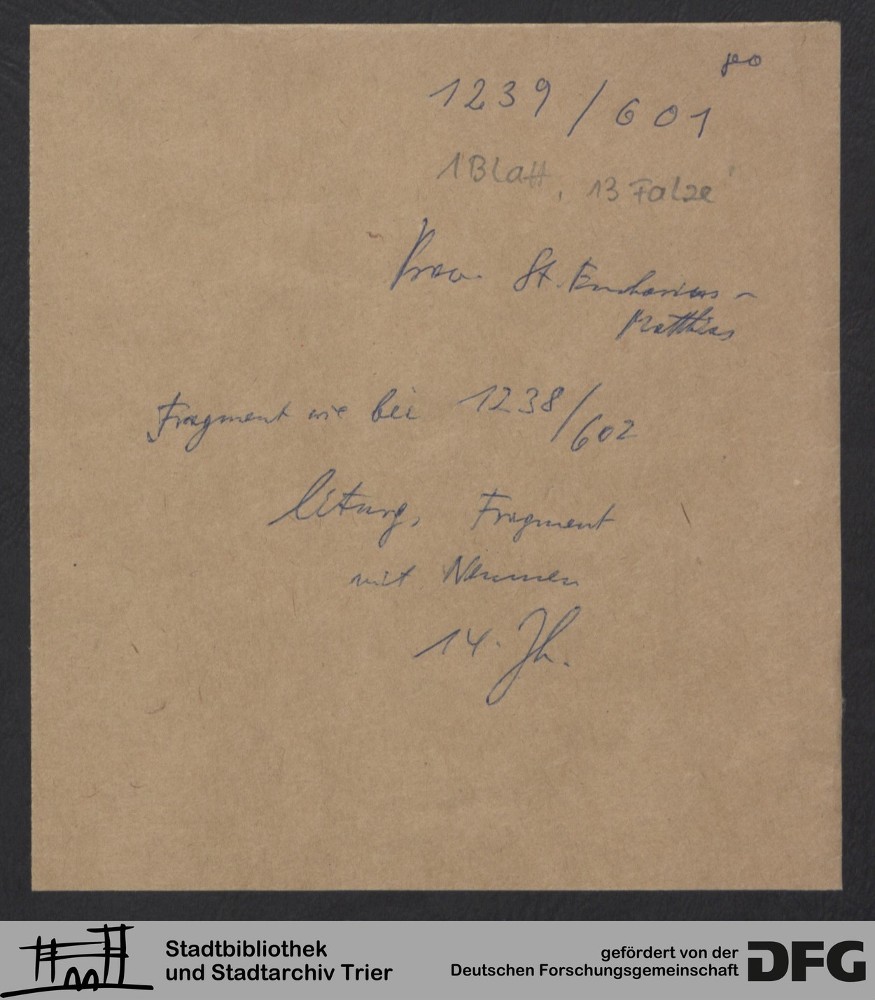 1239/601
1 Blatt, 13 Falze
Prov. St. Eucharius-
Matthias
Fragment wie bei 1238/602
liturg. Fragment
mit Neumen
14. Jh.
Stadtbibliothek
und Stadtarchiv Trier
gefördert von der
Deutschen Forschungsgemeinschaft
DFG